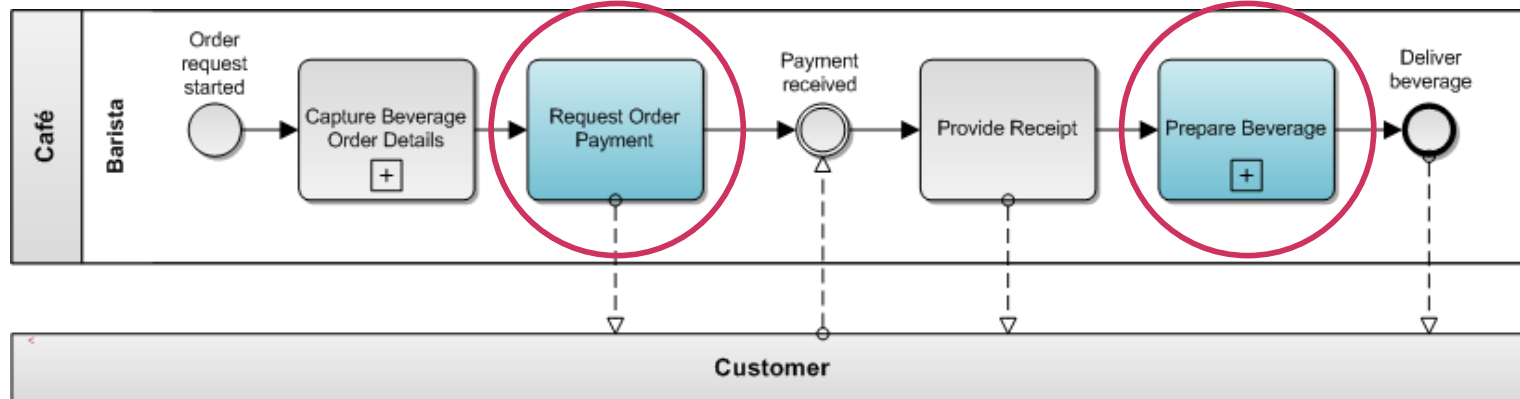 Café
Barista
Order
request
started
Capture Beverage
Order Details
+
Request Order
Payment
Payment
received
Provide Receipt
Prepare Beverage
+
Deliver
beverage
<
Customer